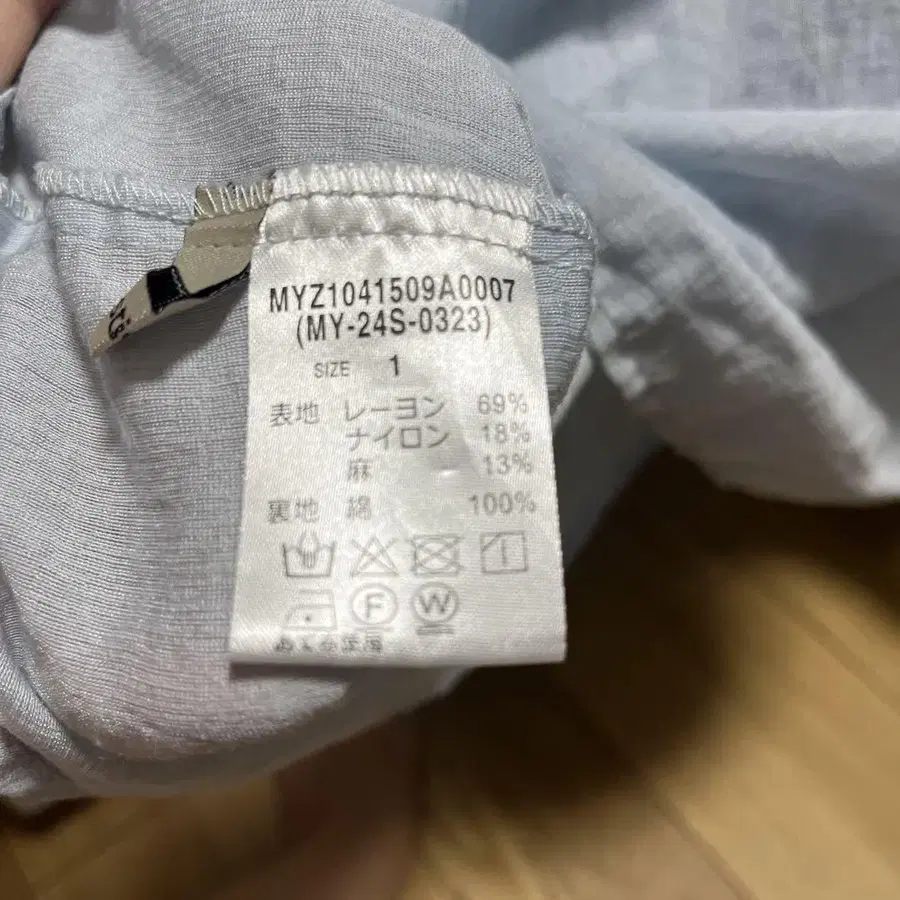 MYZ1041509A0007
(MY-24S-0323)
SIZE 1
表地 レーヨン 69%
ナイロン 18%
麻 13%
裏地 綿 100%
F W